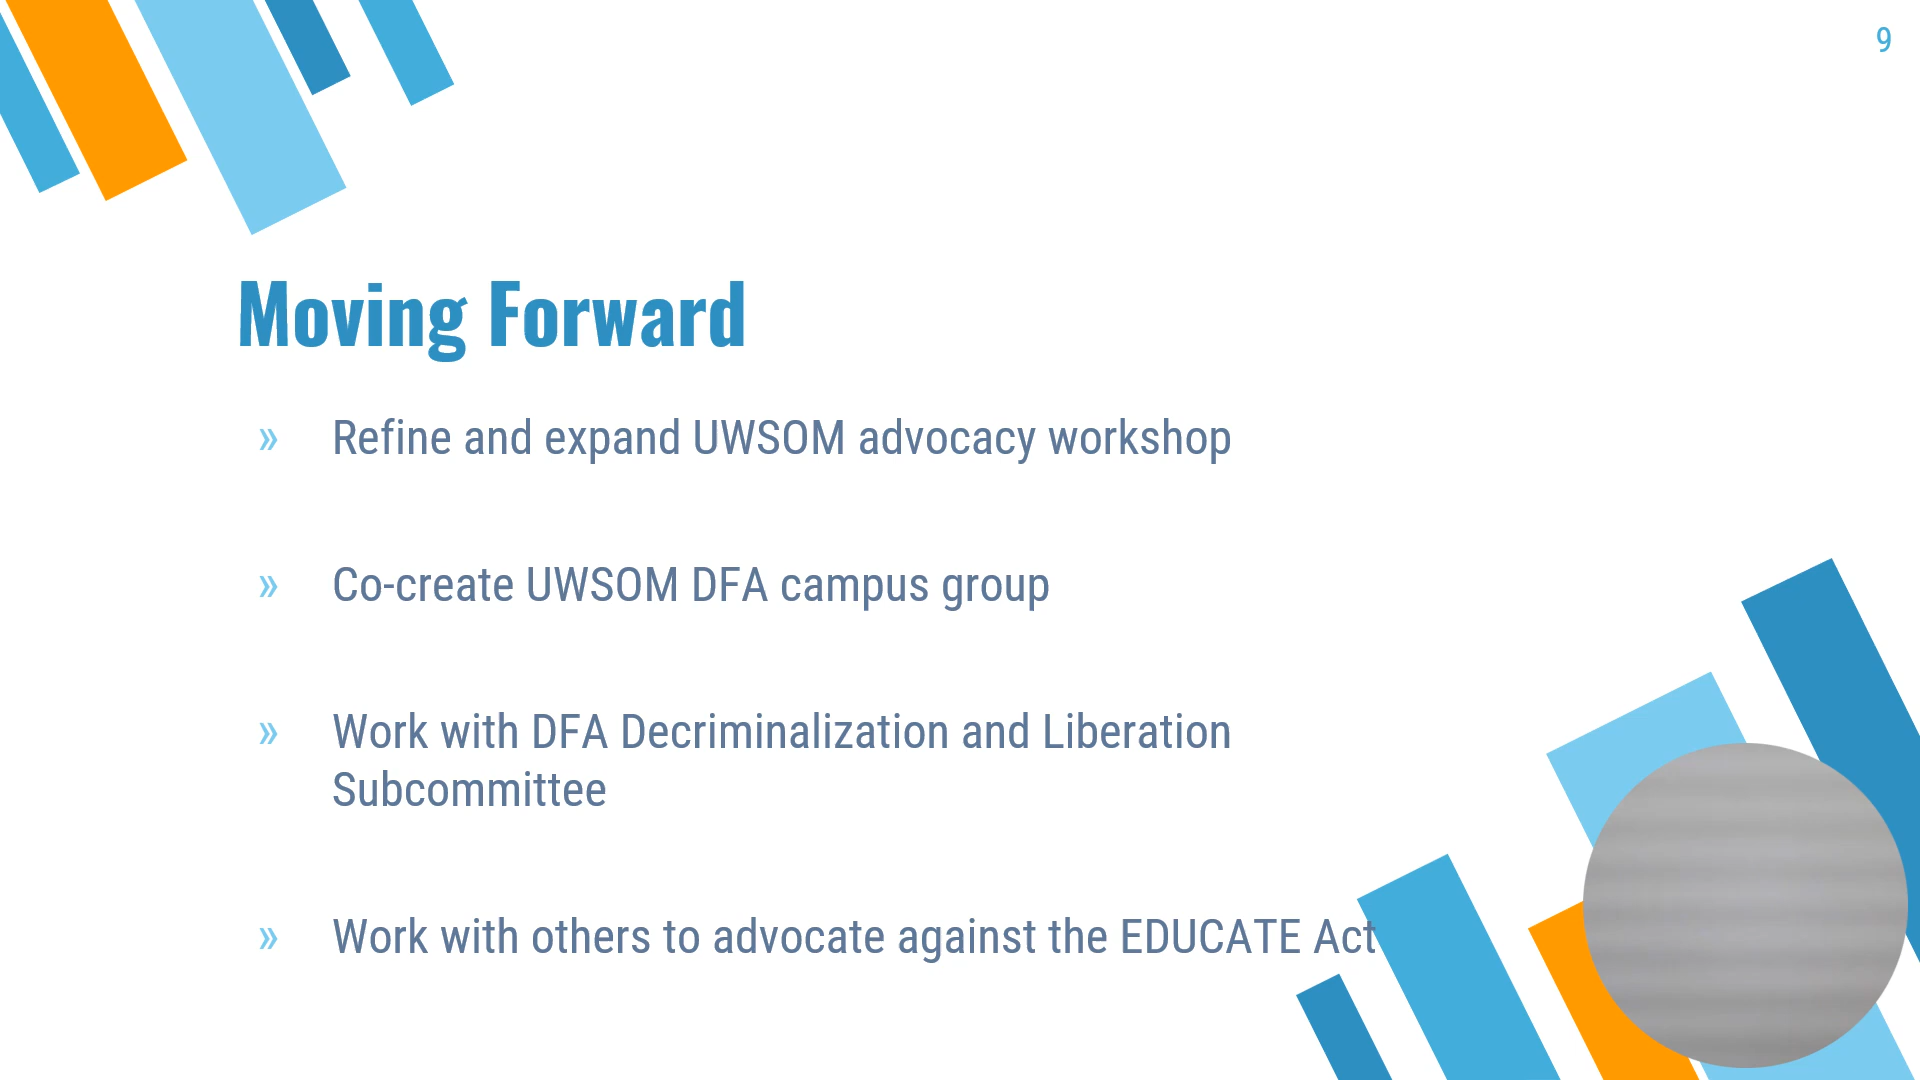 9
Moving Forward
» Refine and expand UWSOM advocacy workshop
» Co-create UWSOM DFA campus group
» Work with DFA Decriminalization and Liberation
Subcommittee
» Work with others to advocate against the EDUCATE Act